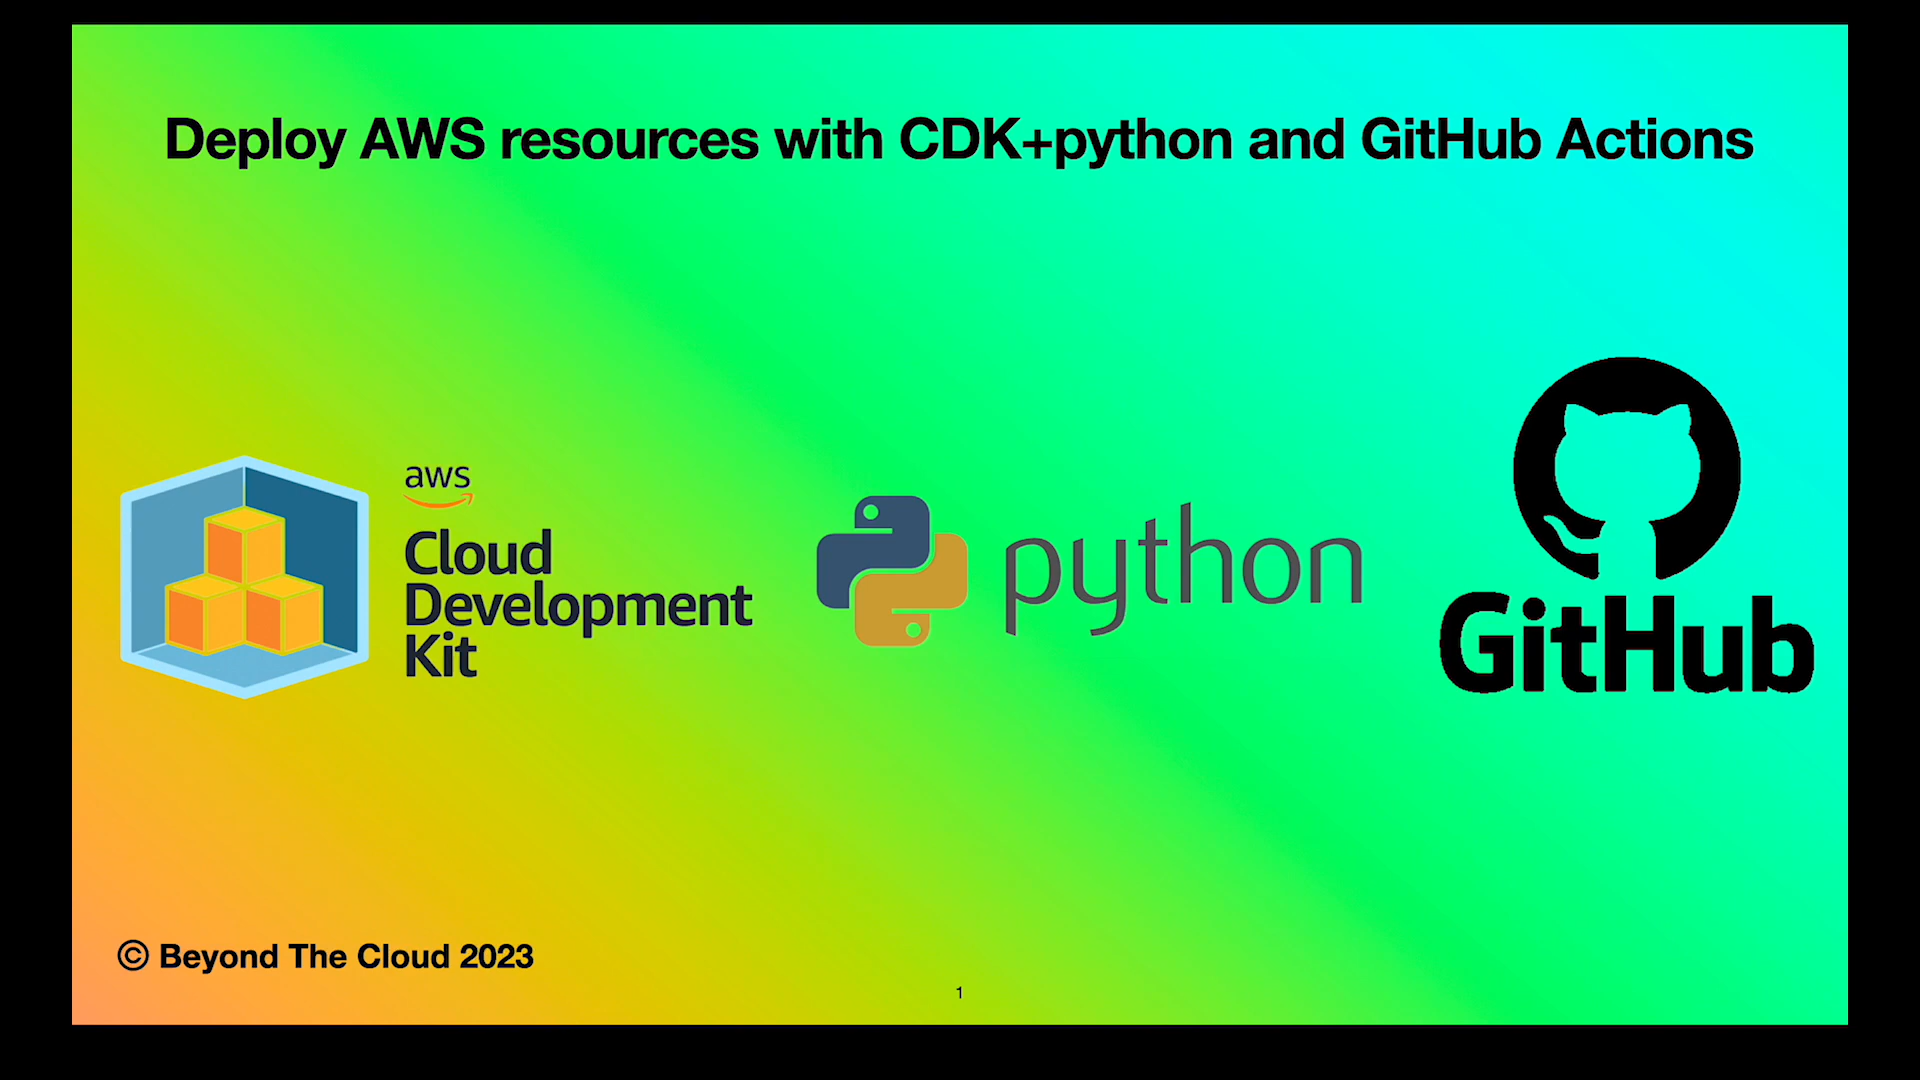 Deploy AWS resources with CDK+python and GitHub Actions
aws
Cloud
Development
Kit
python
GitHub
© Beyond The Cloud 2023
1